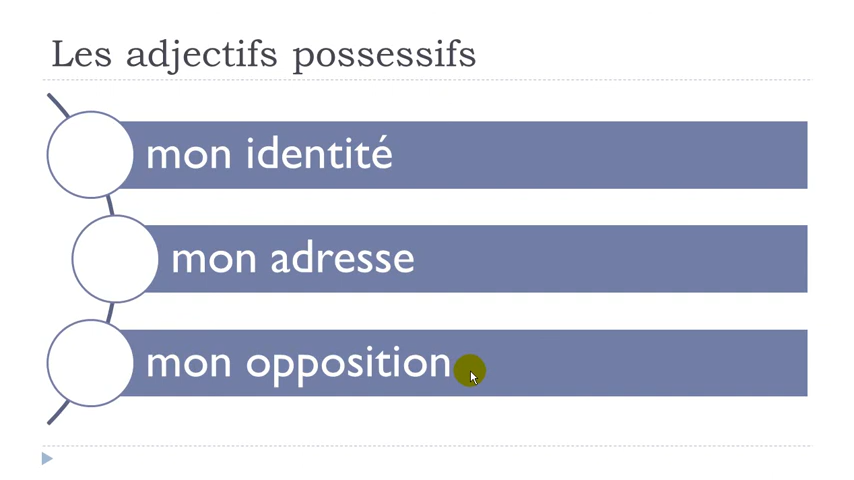 Les adjectifs possessifs
mon identité
mon adresse
mon opposition